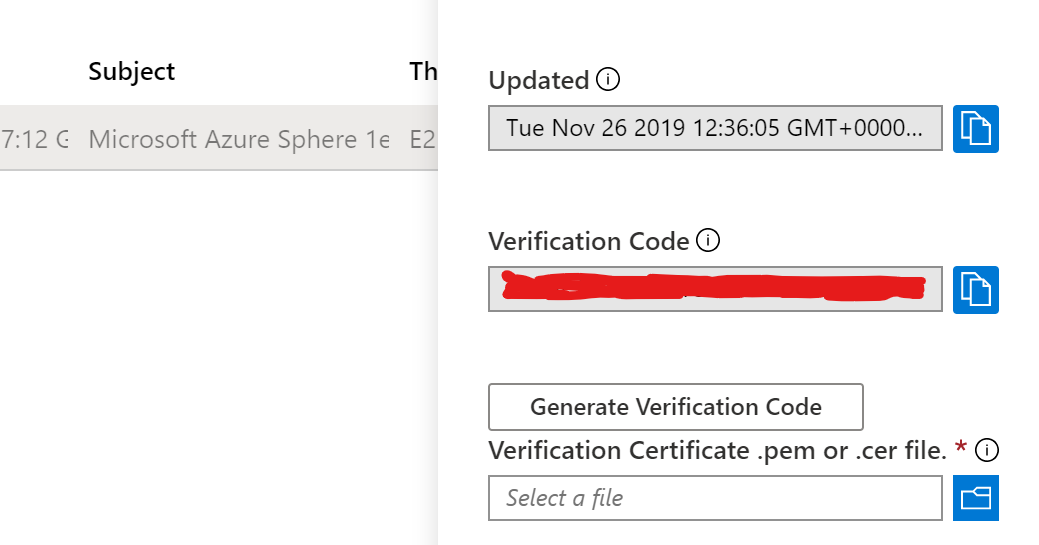 Subject
Th
7:12 G
Microsoft Azure Sphere 1e
E2
Updated
Tue Nov 26 2019 12:36:05 GMT+0000...
Verification Code
Generate Verification Code
Verification Certificate .pem or .cer file. *
Select a file